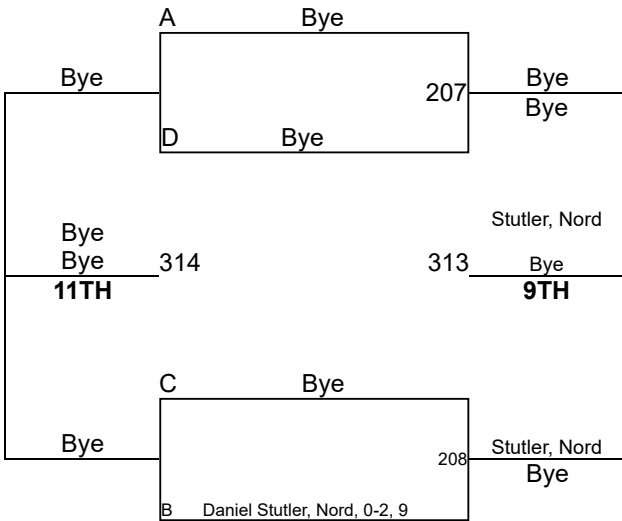 A Bye
Bye
207
Bye
Bye
D Bye
Stutler, Nord
Bye
Bye
314
313
Bye
11TH
9TH
C Bye
Bye
208
Stutler, Nord
Bye
B Daniel Stutler, Nord, 0-2, 9